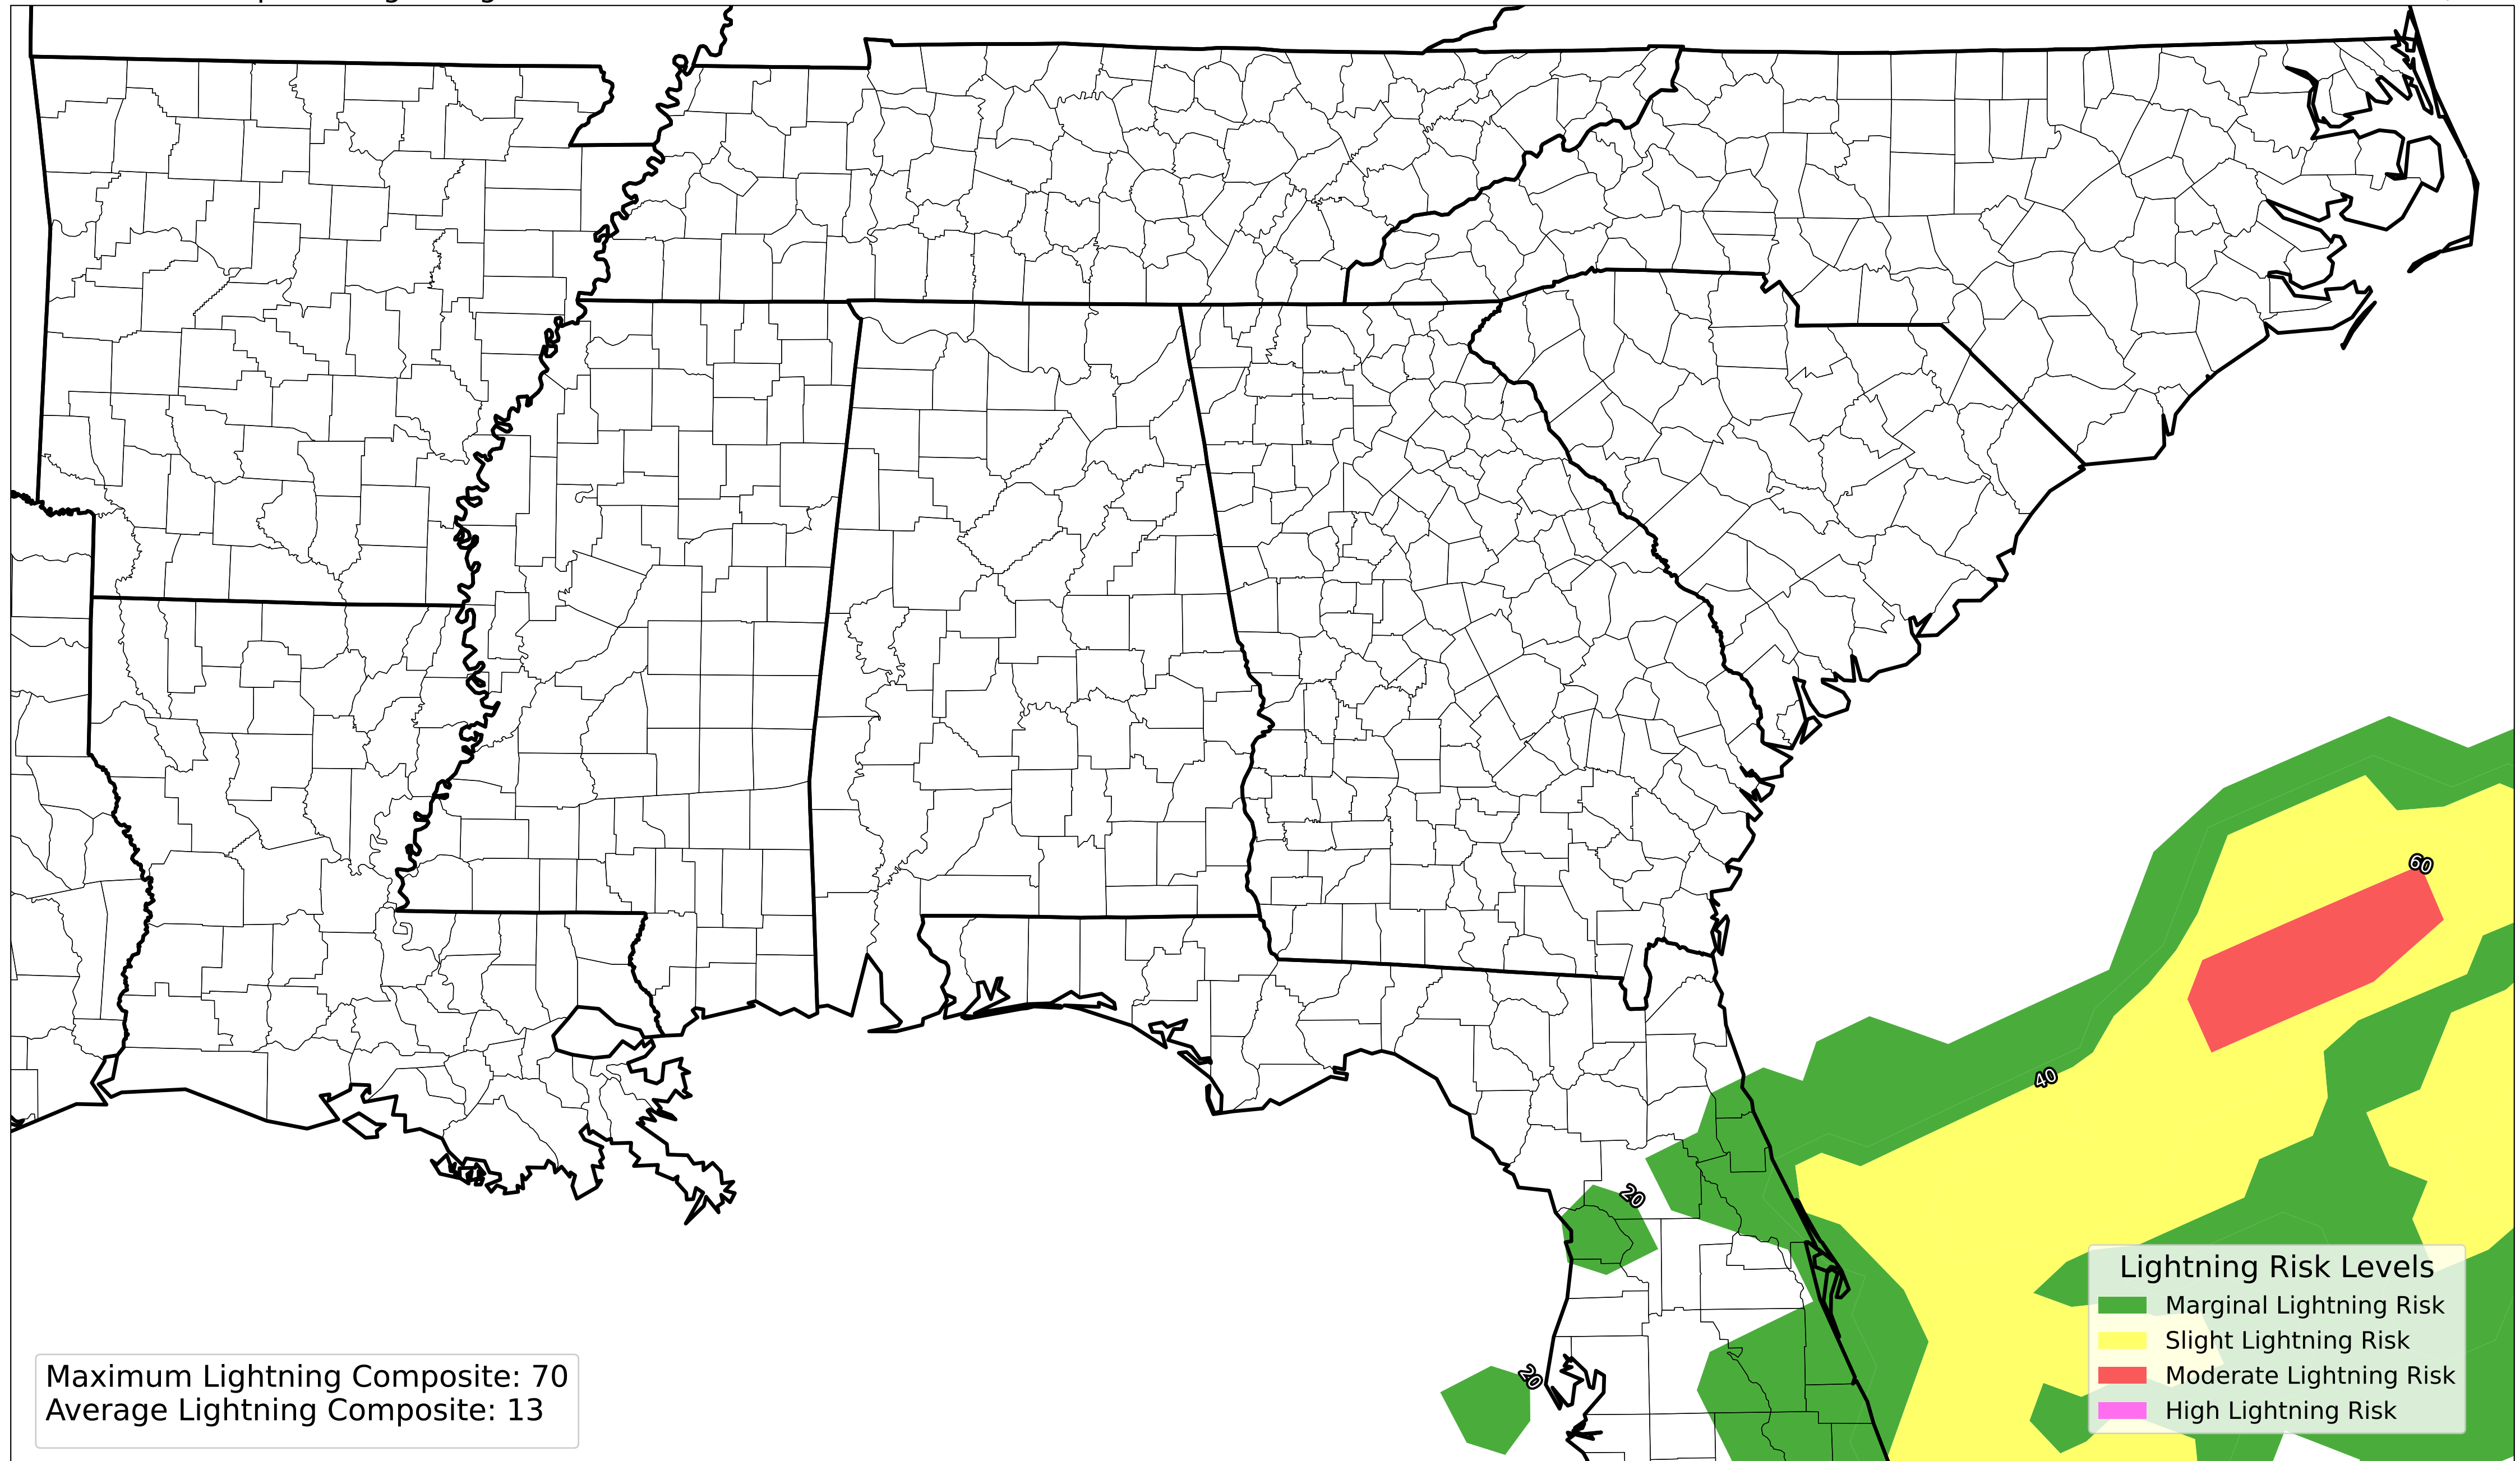 60
40
20
20
Lightning Risk Levels
Marginal Lightning Risk
Slight Lightning Risk
Moderate Lightning Risk
High Lightning Risk
Maximum Lightning Composite: 70
Average Lightning Composite: 13